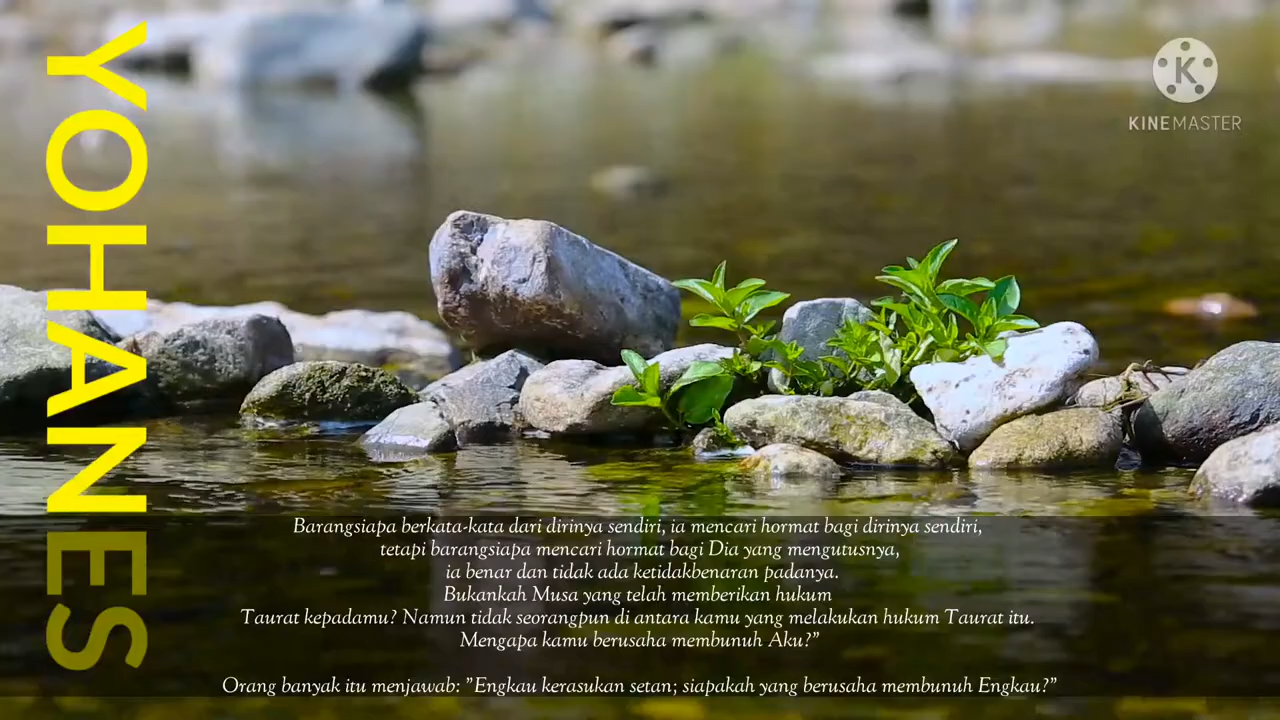 YOHANES
K
KINEMASTER
Barangsiapa berkata-kata dari dirinya sendiri, ia mencari hormat bagi dirinya sendiri,
tetapi barangsiapa mencari hormat bagi Dia yang mengutusnya,
ia benar dan tidak ada ketidakbenaran padanya.
Bukankah Musa yang telah memberikan hukum
Taurat kepadamu? Namun tidak seorangpun di antara kamu yang melakukan hukum Taurat itu.
Mengapa kamu berusaha membunuh Aku?”
Orang banyak itu menjawab: ”Engkau kerasukan setan; siapakah yang berusaha membunuh Engkau?”